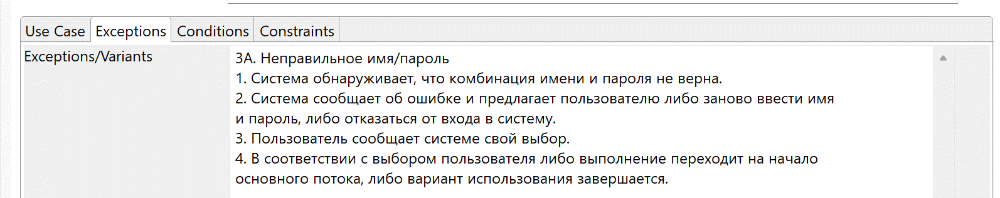 Use Case Exceptions Conditions Constraints
Exceptions/Variants
3А. Неправильное имя/пароль
1. Система обнаруживает, что комбинация имени и пароля не верна.
2. Система сообщает об ошибке и предлагает пользователю либо заново ввести имя
и пароль, либо отказаться от входа в систему.
3. Пользователь сообщает системе свой выбор.
4. В соответствии с выбором пользователя либо выполнение переходит на начало
основного потока, либо вариант использования завершается.